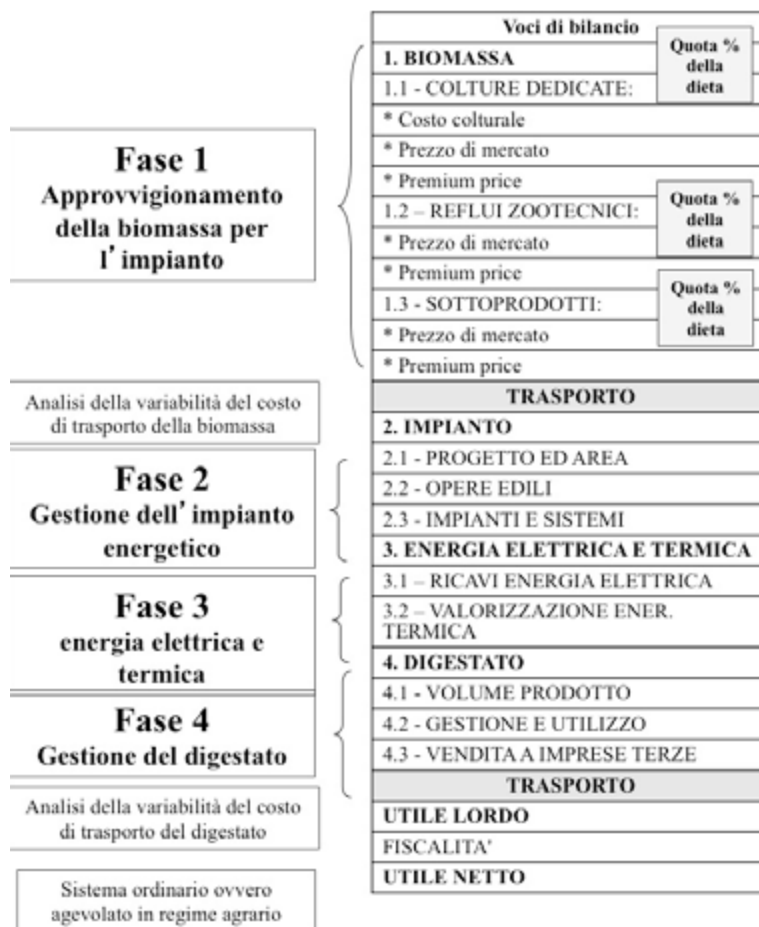 Voci di bilancio
Quota %
della
dieta
1. BIOMASSA
1.1 - COLTURE DEDICATE:
* Costo colturale
* Prezzo di mercato
* Premium price
1.2 – REFLUI ZOOTECNICI:
Quota %
della
dieta
* Prezzo di mercato
* Premium price
1.3 - SOTTOPRODOTTI:
Quota %
della
dieta
* Prezzo di mercato
* Premium price
Fase 1
Approvvigionamento
della biomassa per
l' impianto
TRASPORTO
Analisi della variabilità del costo
di trasporto della biomassa
2. IMPIANTO
2.1 - PROGETTO ED AREA
2.2 - OPERE EDILI
2.3 - IMPIANTI E SISTEMI
Fase 2
Gestione dell' impianto
energetico
3. ENERGIA ELETTRICA E TERMICA
3.1 – RICAVI ENERGIA ELETTRICA
3.2 – VALORIZZAZIONE ENER.
TERMICA
Fase 3
energia elettrica e
termica
4. DIGESTATO
4.1 - VOLUME PRODOTTO
4.2 - GESTIONE E UTILIZZO
4.3 - VENDITA A IMPRESE TERZE
Fase 4
Gestione del digestato
TRASPORTO
Analisi della variabilità del costo
di trasporto del digestato
UTILE LORDO
FISCALITA'
UTILE NETTO
Sistema ordinario ovvero
agevolato in regime agrario